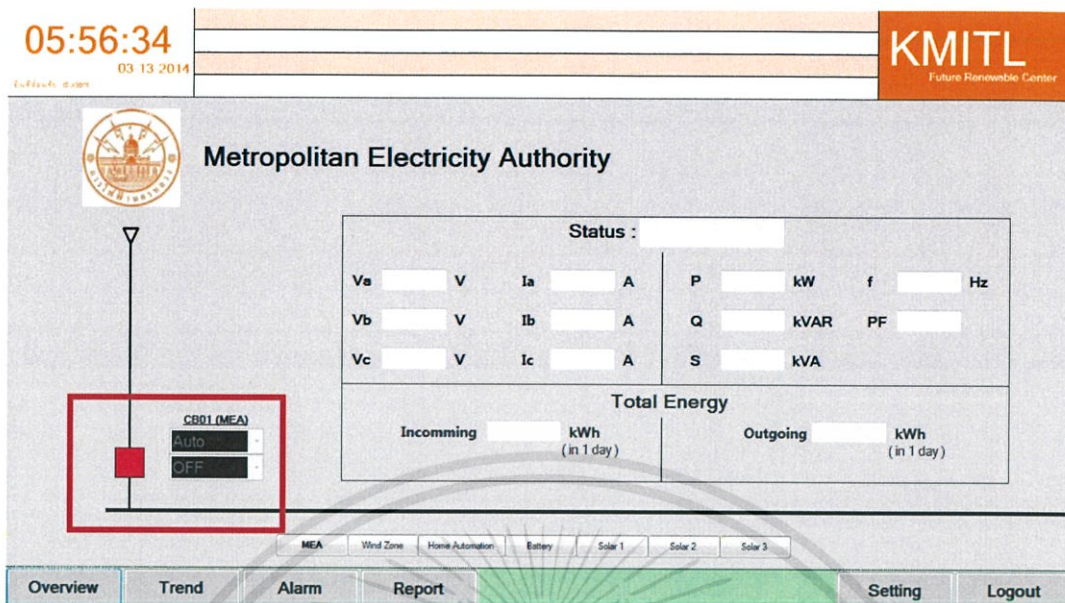 05:56:34
03-13-2014
KMITL
Future Renewable Center
Metropolitan Electricity Authority
Status :
Va V Ia A P kW f Hz
Vb V Ib A Q kVAR PF
Vc V Ic A S kVA
Total Energy
Incomming kWh
(in 1 day)
Outgoing kWh
(in 1 day)
CB01 (MEA)
Auto
OFF
MEA Wind Zone Home Automation Battery Solar 1 Solar 2 Solar 3
Overview Trend Alarm Report Setting Logout